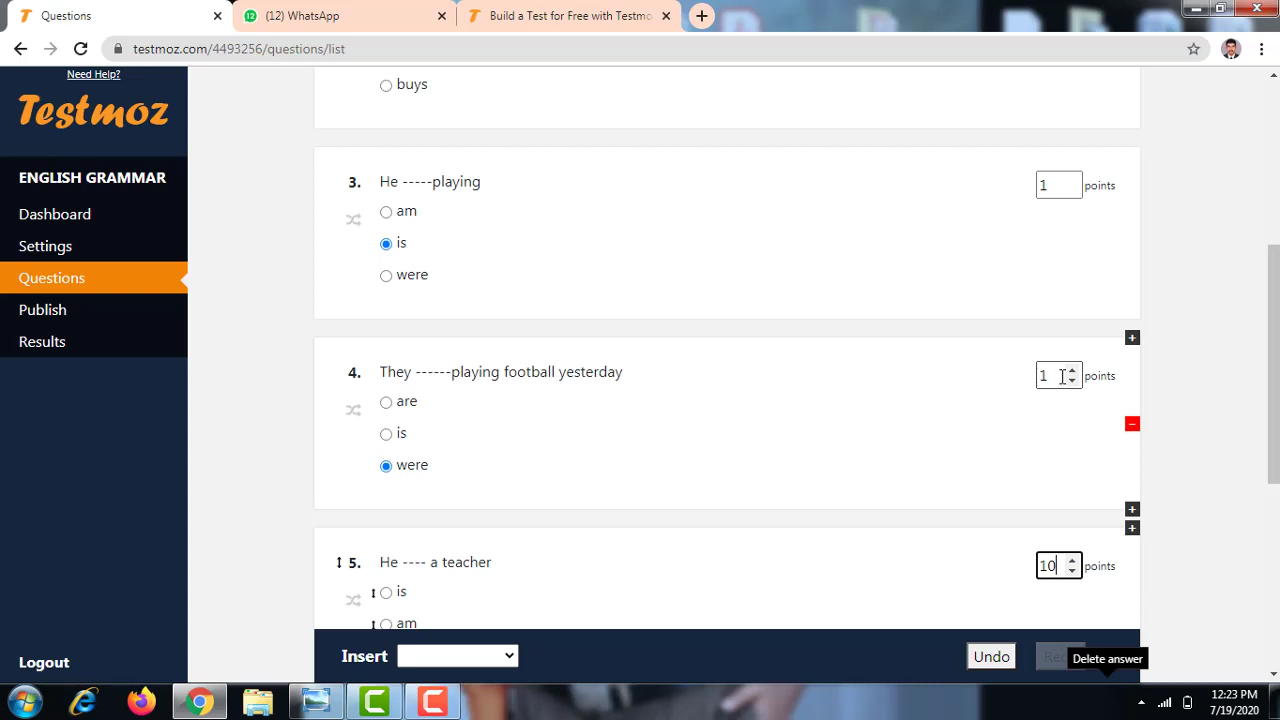 Questions
(12) WhatsApp
Build a Test for Free with Testmo
testmoz.com/4493256/questions/list
Need Help?
Testmoz
ENGLISH GRAMMAR
Dashboard
Settings
Questions
Publish
Results
Logout
buys
3. He -----playing
1 points
am
is
were
4. They ------playing football yesterday
1 points
are
is
were
5. He ---- a teacher
10 points
is
am
Insert
Undo
Delete answer
12:23 PM
7/19/2020